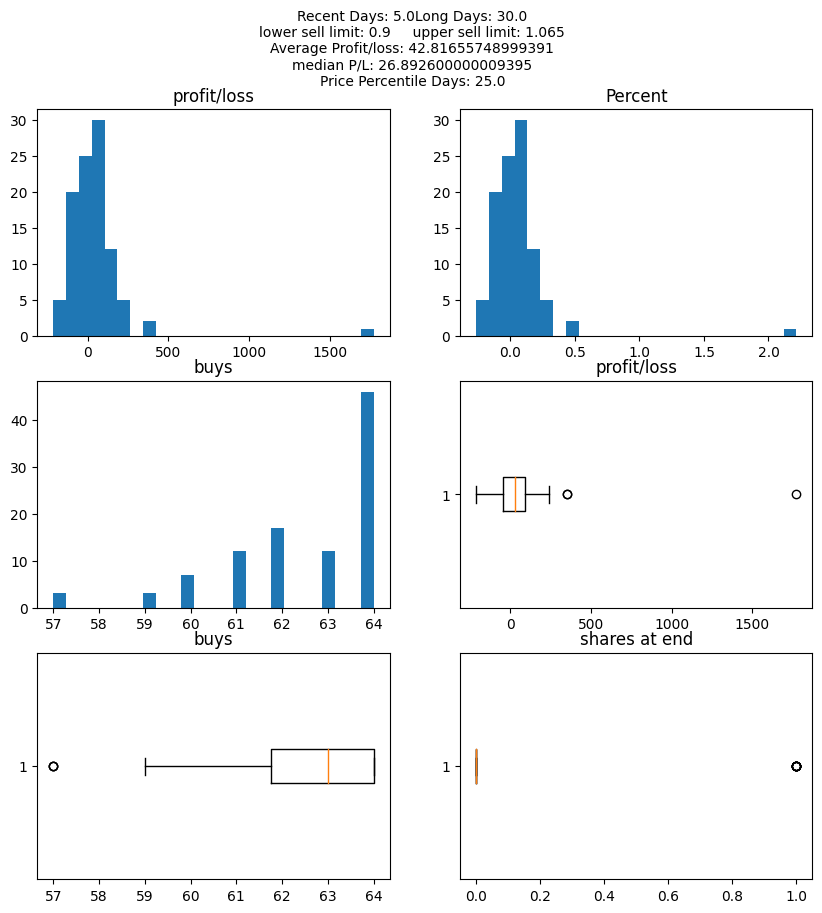 Recent Days: 5.0Long Days: 30.0
lower sell limit: 0.9     upper sell limit: 1.065
Average Profit/loss: 42.81655748999391
median P/L: 26.892600000009395
Price Percentile Days: 25.0
profit/loss
30
25
20
15
10
5
0
0 500 1000 1500
Percent
30
25
20
15
10
5
0
0.0 0.5 1.0 1.5 2.0
buys
40
30
20
10
0
57 58 59 60 61 62 63 64
profit/loss
1
0 500 1000 1500
buys
1
57 58 59 60 61 62 63 64
shares at end
1
0.0 0.2 0.4 0.6 0.8 1.0